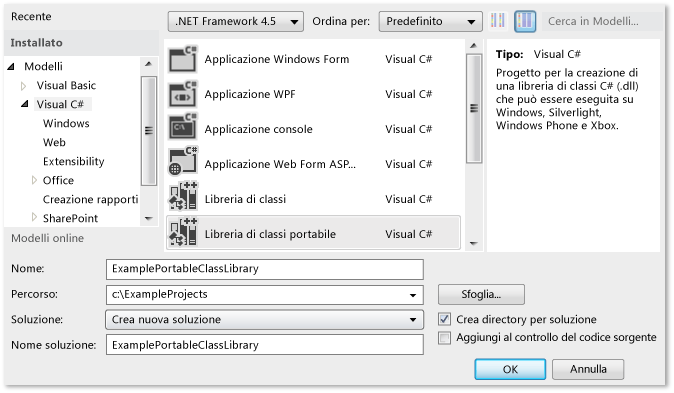 Recente
.NET Framework 4.5
Ordina per:
Predefinito
Cerca in Modelli...
Installato
Modelli
Visual Basic
Visual C#
Windows
Web
Extensibility
Office
Creazione rapporti
SharePoint
Modelli online
Applicazione Windows Form Visual C#
Applicazione WPF Visual C#
Applicazione console Visual C#
Applicazione Web Form ASP... Visual C#
Libreria di classi Visual C#
Libreria di classi portabile Visual C#
Tipo: Visual C#
Progetto per la creazione di
una libreria di classi C# (.dll)
che può essere eseguita su
Windows, Silverlight,
Windows Phone e Xbox.
Nome: ExamplePortableClassLibrary
Percorso: c:\ExampleProjects
Sfoglia...
Soluzione: Crea nuova soluzione
Crea directory per soluzione
Nome soluzione: ExamplePortableClassLibrary
Aggiungi al controllo del codice sorgente
OK
Annulla